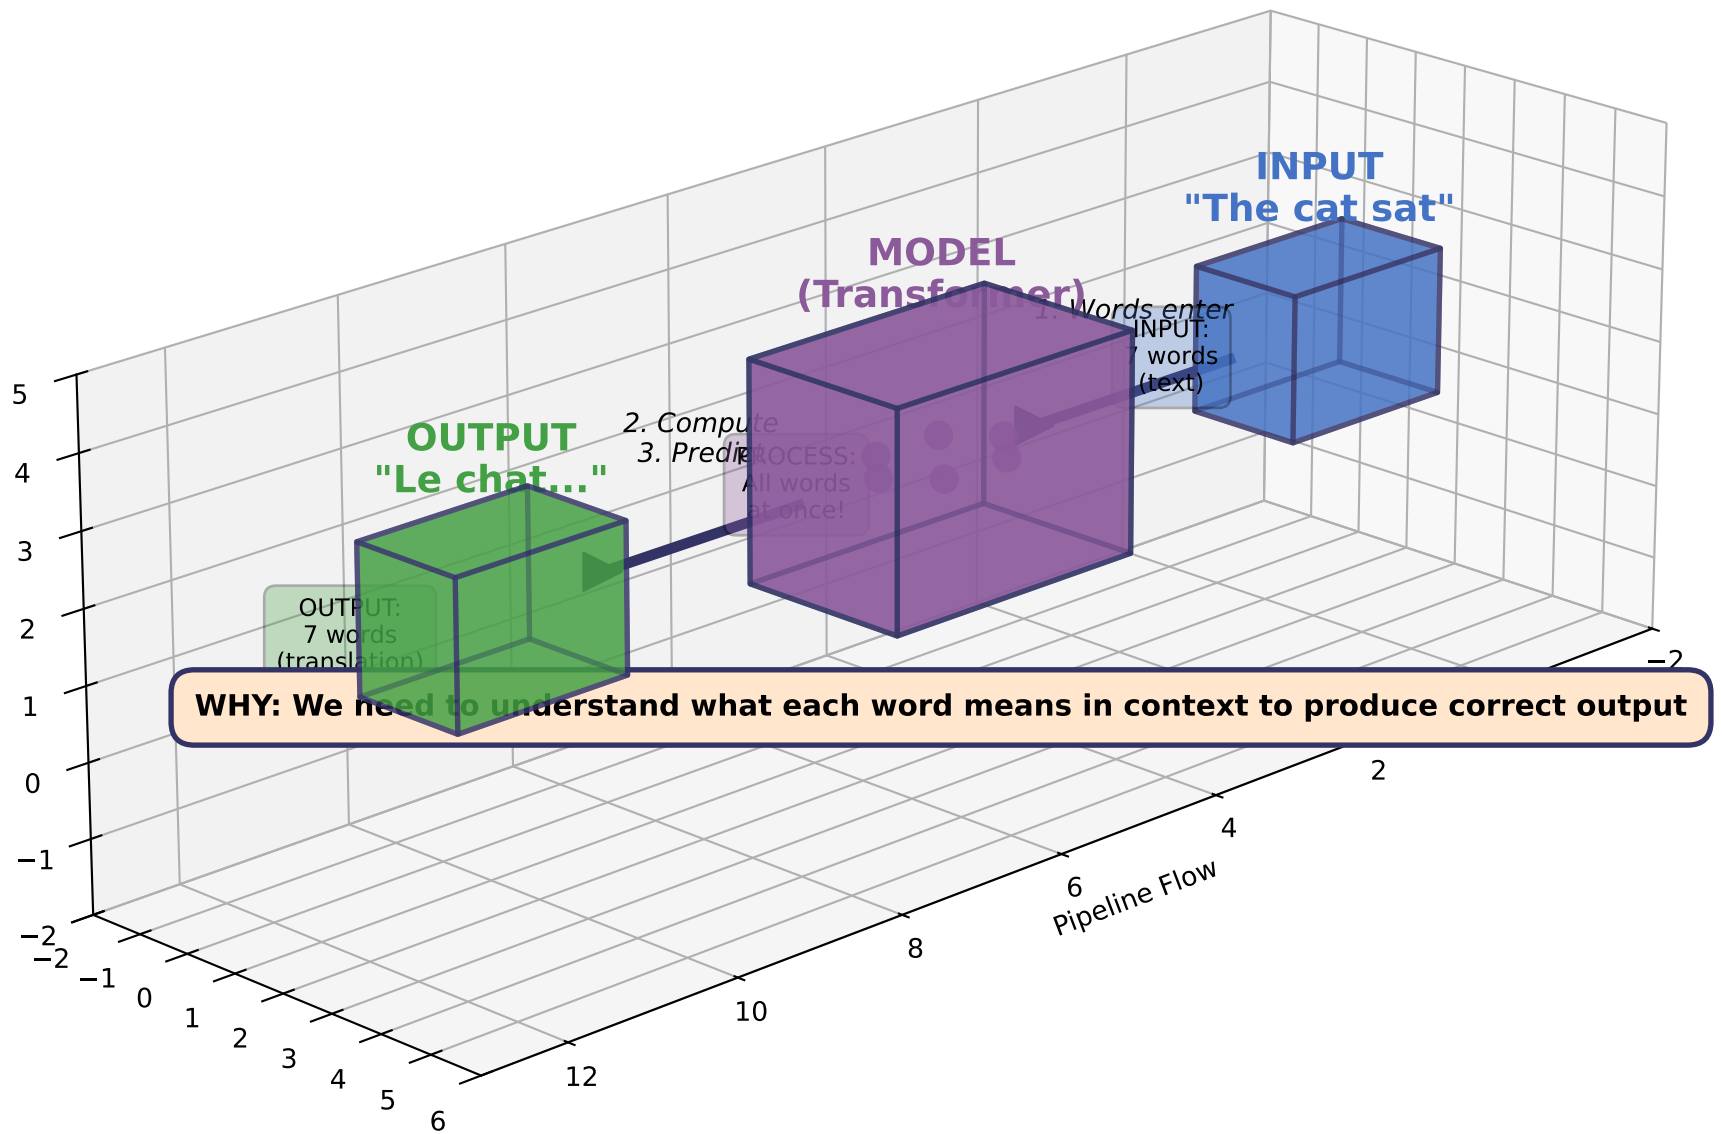 INPUT
"The cat sat"
MODEL
(Transformer)
1. Words enter
INPUT:
7 words
(text)
2. Compute
3. Predict
PROCESS:
All words
at once!
OUTPUT
"Le chat..."
OUTPUT:
7 words
(translation)
WHY: We need to understand what each word means in context to produce correct output
Pipeline Flow
5
4
3
2
1
0
−1
−2
−2
−1
0
1
2
3
4
5
6
12
10
8
6
4
2
−2